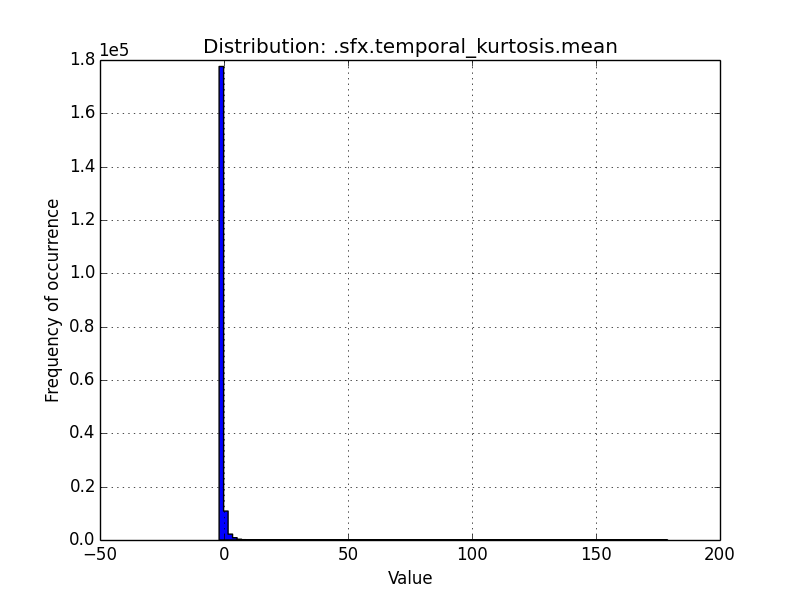 Distribution: .sfx.temporal_kurtosis.mean
1e5
1.8
1.6
1.4
1.2
1.0
0.8
0.6
0.4
0.2
0.0
Frequency of occurrence
−50 0 50 100 150 200
Value